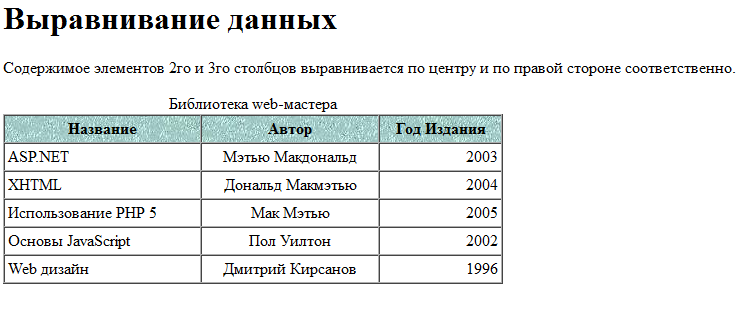 Выравнивание данных
Содержимое элементов 2го и 3го столбцов выравнивается по центру и по правой стороне соответственно.
Библиотека web-мастера
Название Автор Год Издания
ASP.NET Мэтью Макдональд 2003
XHTML Дональд Макмэтью 2004
Использование PHP 5 Мак Мэтью 2005
Основы JavaScript Пол Уилтон 2002
Web дизайн Дмитрий Кирсанов 1996